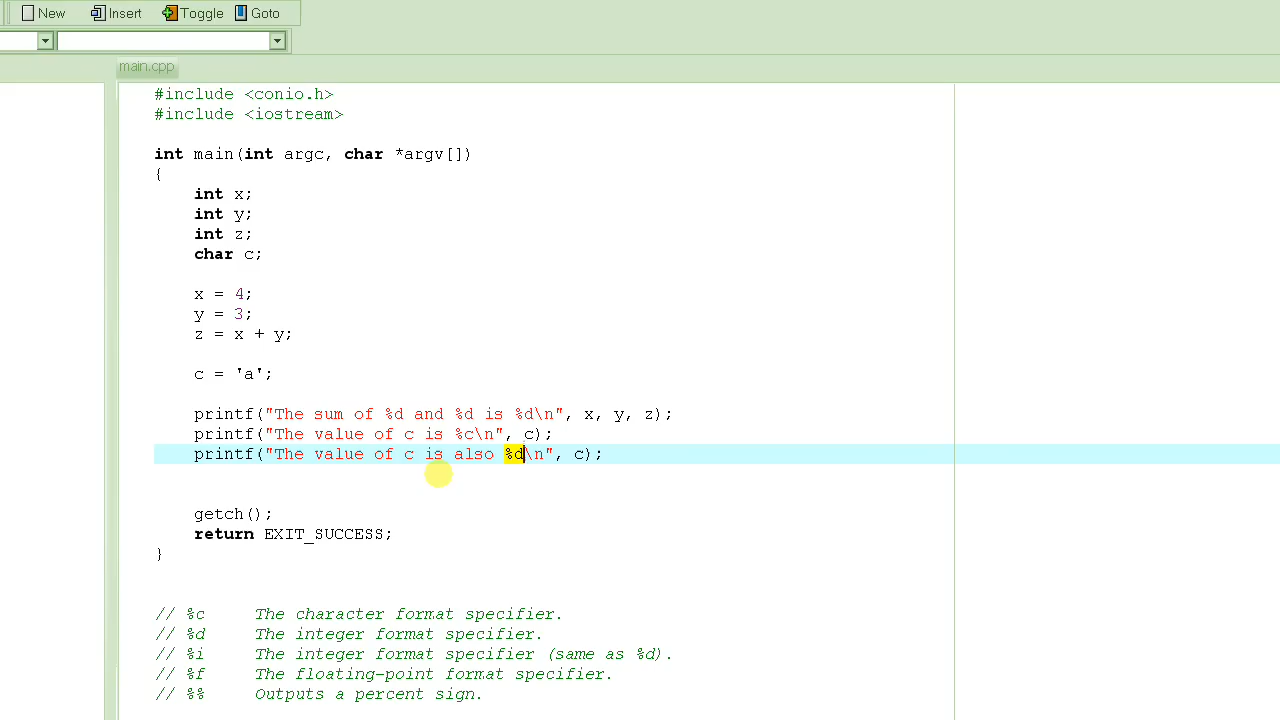 New Insert Toggle Goto
main.cpp
#include <conio.h>
#include <iostream>
int main(int argc, char *argv[])
{
int x;
int y;
int z;
char c;
x = 4;
y = 3;
z = x + y;
c = 'a';
printf("The sum of %d and %d is %d\n", x, y, z);
printf("The value of c is %c\n", c);
printf("The value of c is also %d\n", c);
getch();
return EXIT_SUCCESS;
}
// %c The character format specifier.
// %d The integer format specifier.
// %i The integer format specifier (same as %d).
// %f The floating-point format specifier.
// %% Outputs a percent sign.